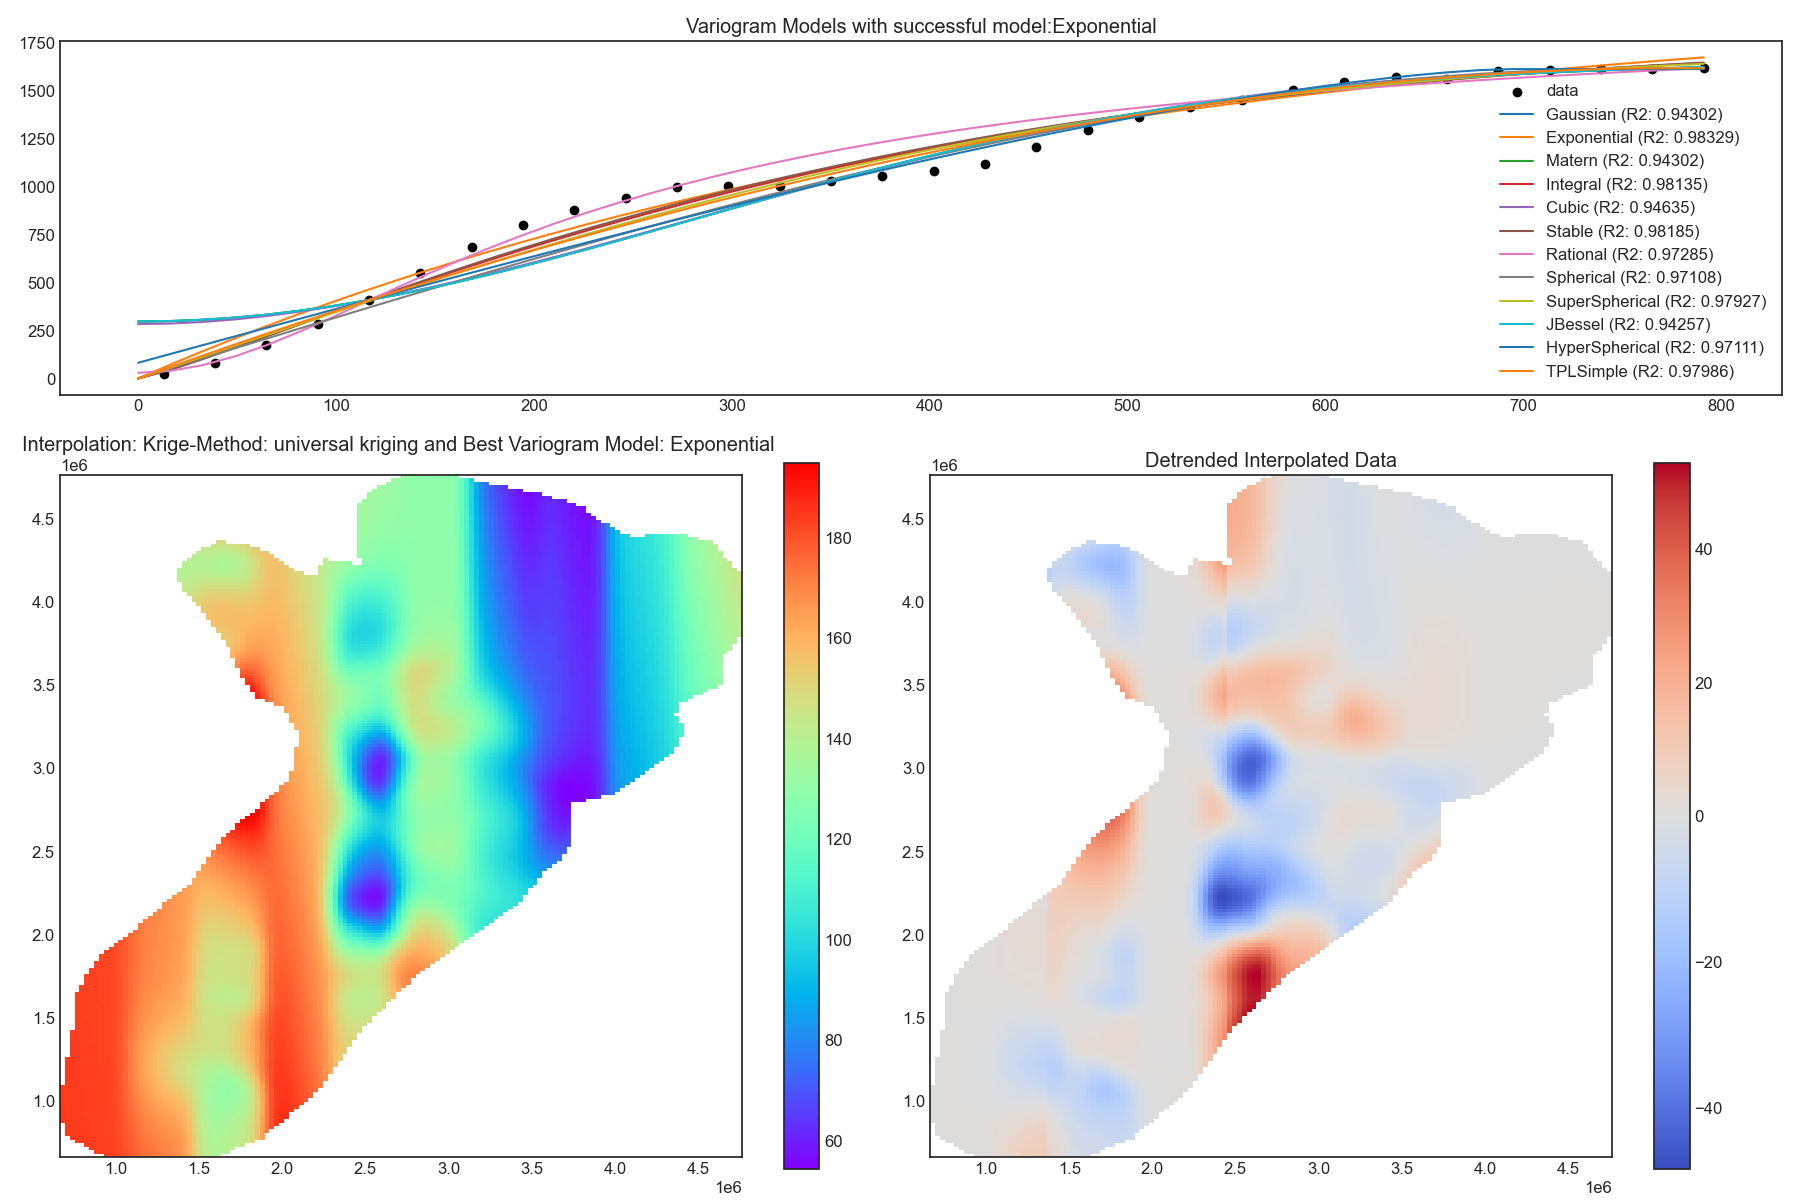 Variogram Models with successful model:Exponential
1750
1500
1250
1000
750
500
250
0
data
Gaussian (R2: 0.94302)
Exponential (R2: 0.98329)
Matern (R2: 0.94302)
Integral (R2: 0.98135)
Cubic (R2: 0.94635)
Stable (R2: 0.98185)
Rational (R2: 0.97285)
Spherical (R2: 0.97108)
SuperSpherical (R2: 0.97927)
JBessel (R2: 0.94257)
HyperSpherical (R2: 0.97111)
TPLSimple (R2: 0.97986)
0 100 200 300 400 500 600 700 800
Interpolation: Krige-Method: universal kriging and Best Variogram Model: Exponential
1e6
4.5
4.0
3.5
3.0
2.5
2.0
1.5
1.0
1.0 1.5 2.0 2.5 3.0 3.5 4.0 4.5
1e6
180
160
140
120
100
80
60
Detrended Interpolated Data
1e6
4.5
4.0
3.5
3.0
2.5
2.0
1.5
1.0
1.0 1.5 2.0 2.5 3.0 3.5 4.0 4.5
1e6
40
20
0
−20
−40